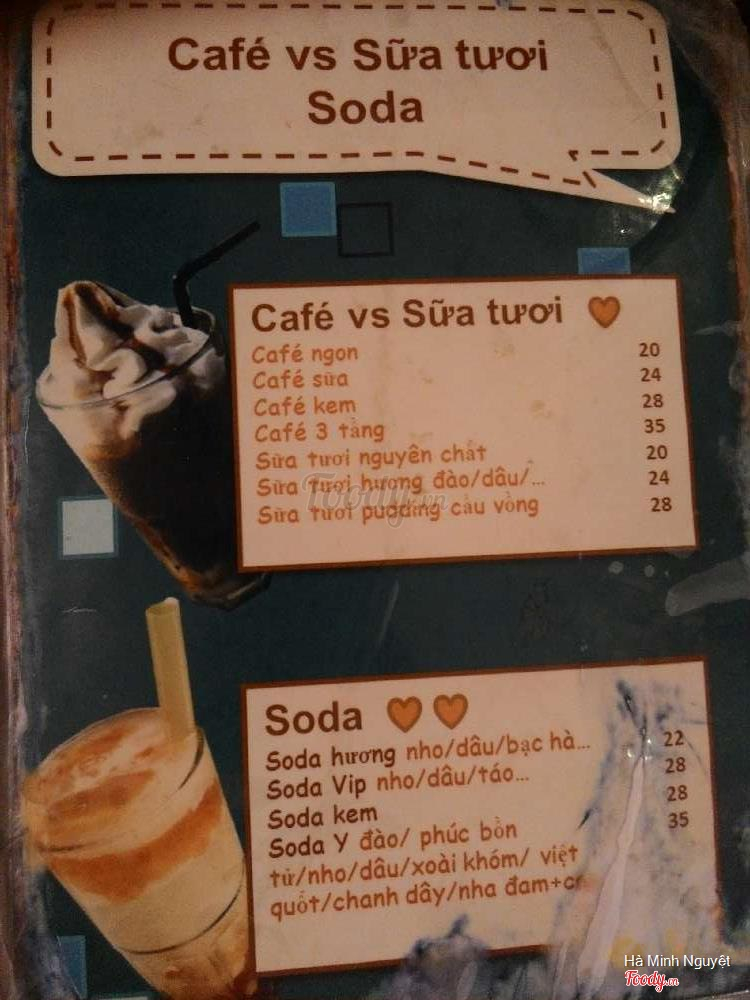 Café vs Sữa tươi
Soda
Café vs Sữa tươi
Café ngon 20
Café sữa 24
Café kem 28
Café 3 tầng 35
Sữa tươi nguyên chất 20
Sữa tươi hương đào/dâu/... 24
Sữa tươi pudding cầu vồng 28
Foody.vn
Soda
Soda hương nho/dâu/bạc hà... 22
Soda Vip nho/dâu/táo... 28
Soda kem 28
Soda Y đào/ phúc bồn 35
tử/nho/dâu/xoài khóm/ việt
quốt/chanh dây/nha đam+
Hà Minh Nguyệt
Foody.vn